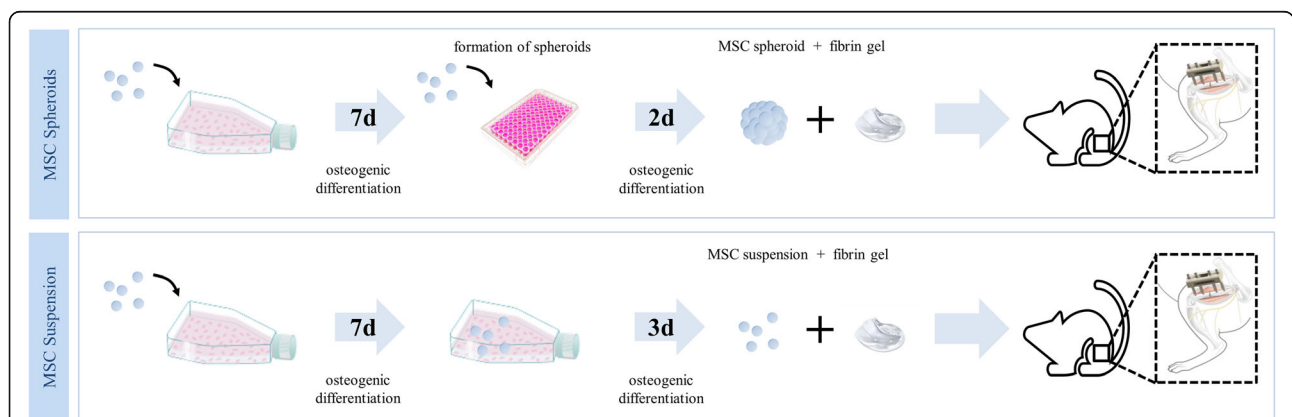 MSC Spheroids
formation of spheroids
MSC spheroid + fibrin gel
7d
2d
osteogenic
differentiation
osteogenic
differentiation
MSC Suspension
MSC suspension + fibrin gel
7d
3d
osteogenic
differentiation
osteogenic
differentiation